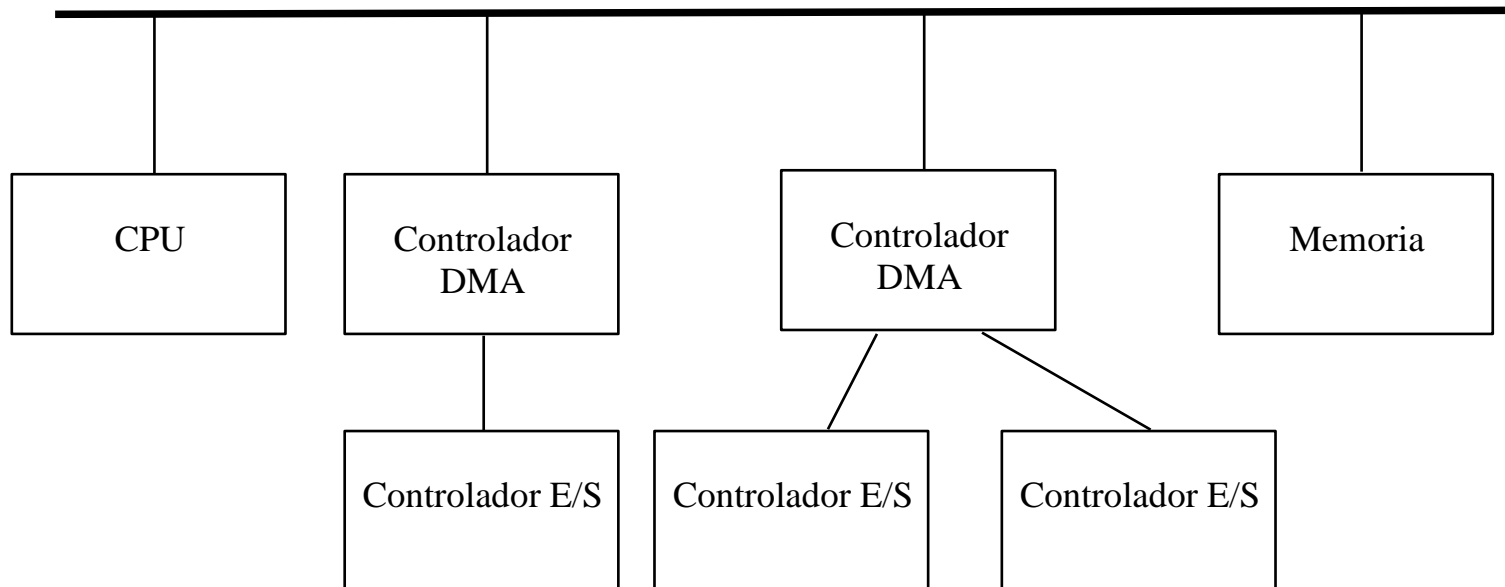 CPU
Controlador
DMA
Controlador
DMA
Memoria
Controlador E/S
Controlador E/S
Controlador E/S